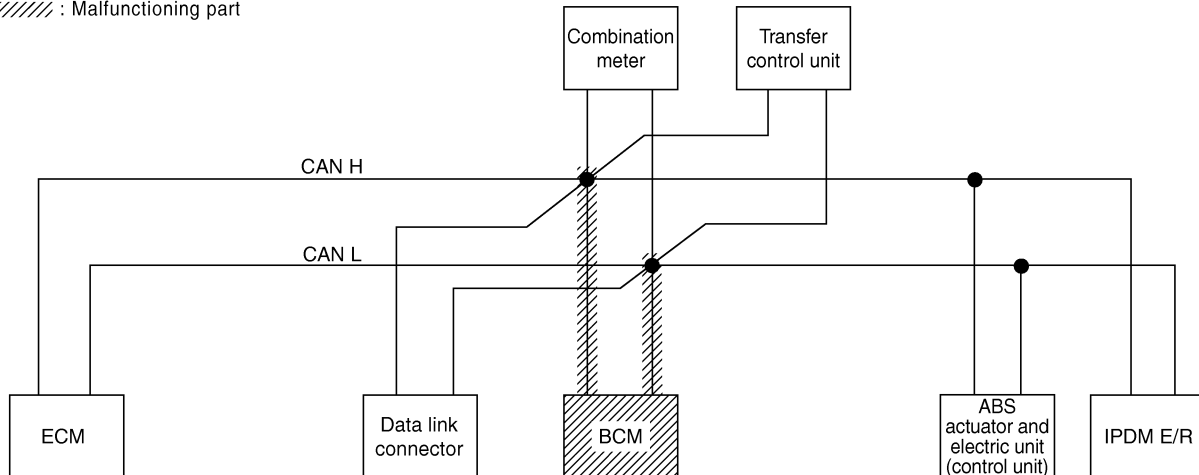 : Malfunctioning part
Combination
meter
Transfer
control unit
CAN H
CAN L
ECM
Data link
connector
BCM
ABS
actuator and
electric unit
(control unit)
IPDM E/R